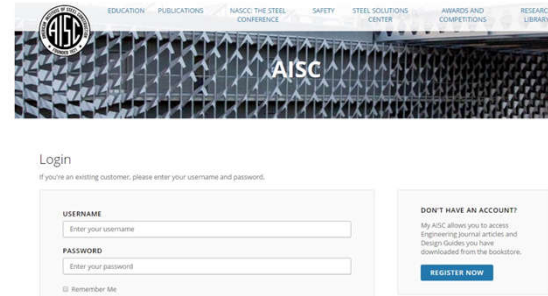 EDUCATION PUBLICATIONS NASCC: THE STEEL CONFERENCE SAFETY STEEL SOLUTIONS CENTER AWARDS AND COMPETITIONS RESEARCH LIBRARY
AISC
AISC
Login
If you're an existing customer, please enter your username and password.
USERNAME
Enter your username
PASSWORD
Enter your password
Remember Me
DON'T HAVE AN ACCOUNT?
My AISC allows you to access
Engineering Journal articles and
Design Guides you have
downloaded from the bookstore.
REGISTER NOW